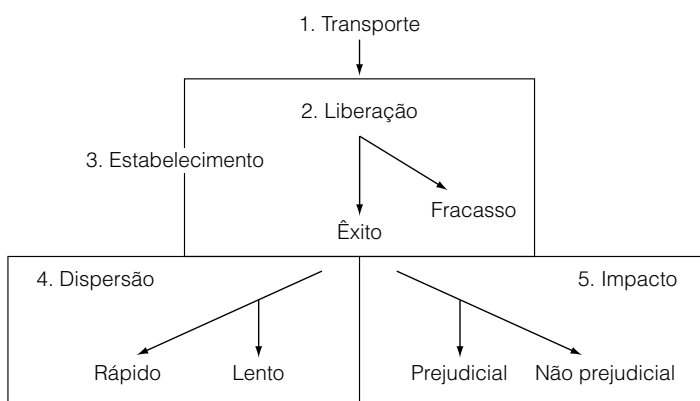 1. Transporte
2. Liberação
3. Estabelecimento
Fracasso
Êxito
4. Dispersão
5. Impacto
Rápido
Lento
Prejudicial
Não prejudicial